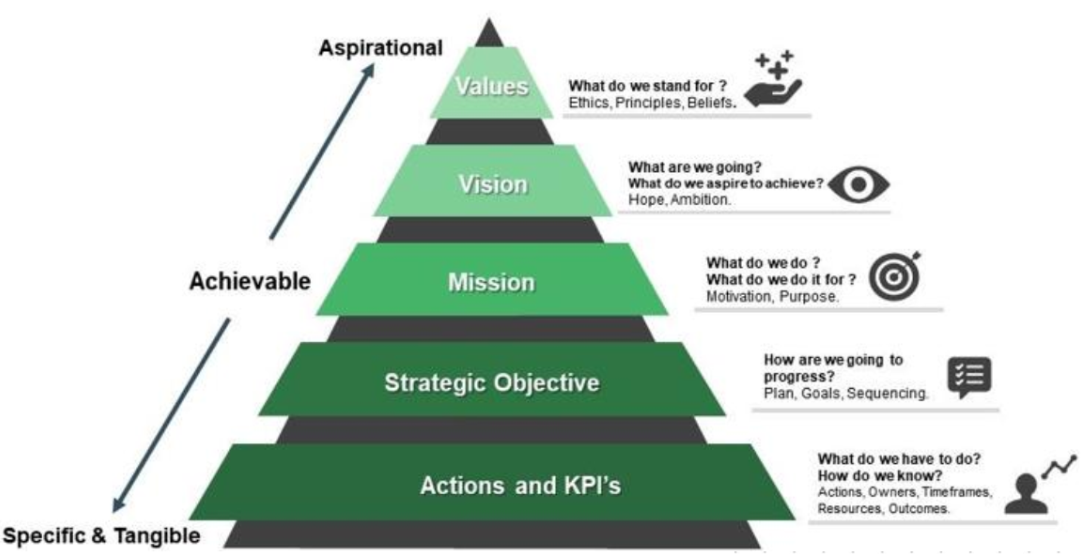 Aspirational
Values
What do we stand for ?
Ethics, Principles, Beliefs.
Vision
What are we going?
What do we aspire to achieve?
Hope, Ambition.
Achievable
Mission
What do we do ?
What do we do it for ?
Motivation, Purpose.
Strategic Objective
How are we going to
progress?
Plan, Goals, Sequencing.
Actions and KPI's
What do we have to do?
How do we know?
Actions, Owners, Timeframes,
Resources, Outcomes.
Specific & Tangible